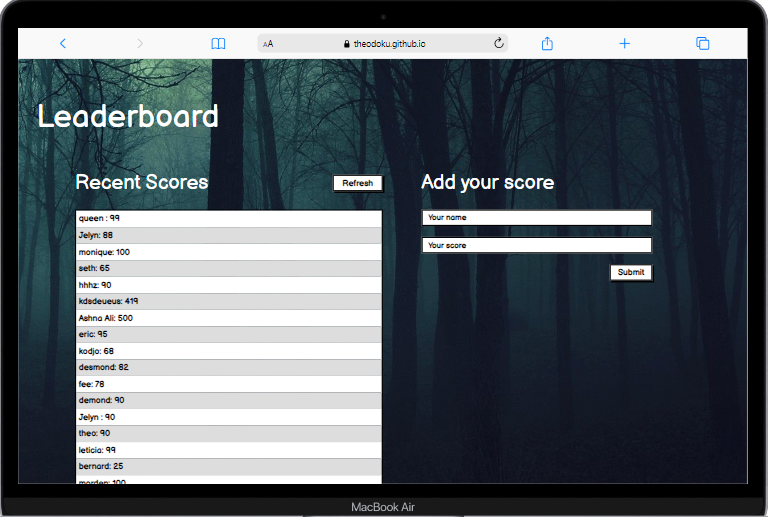 AA
theodoku.github.io
Leaderboard
Recent Scores
Refresh
queen : 99
Jelyn: 88
monique: 100
seth: 65
hhhz: 90
kdsdeueus: 419
Ashna Ali: 500
eric: 95
kodjo: 68
desmond: 82
fee: 78
demond: 90
Jelyn : 90
theo: 90
leticia: 99
bernard: 25
morden: 100
Add your score
Your name
Your score
Submit
MacBook Air